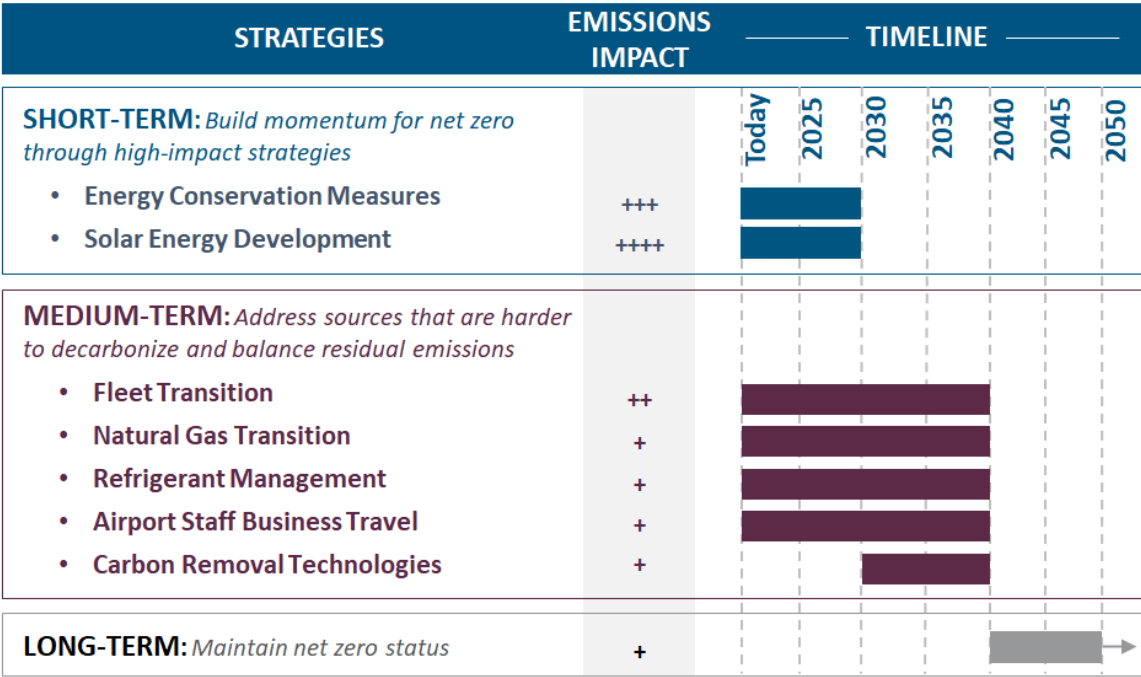 STRATEGIES
EMISSIONS
IMPACT
TIMELINE
SHORT-TERM: Build momentum for net zero
through high-impact strategies
Today
2025
2030
2035
2040
2045
2050
• Energy Conservation Measures
+++
• Solar Energy Development
++++
MEDIUM-TERM: Address sources that are harder
to decarbonize and balance residual emissions
• Fleet Transition
++
• Natural Gas Transition
+
• Refrigerant Management
+
• Airport Staff Business Travel
+
• Carbon Removal Technologies
+
LONG-TERM: Maintain net zero status
+